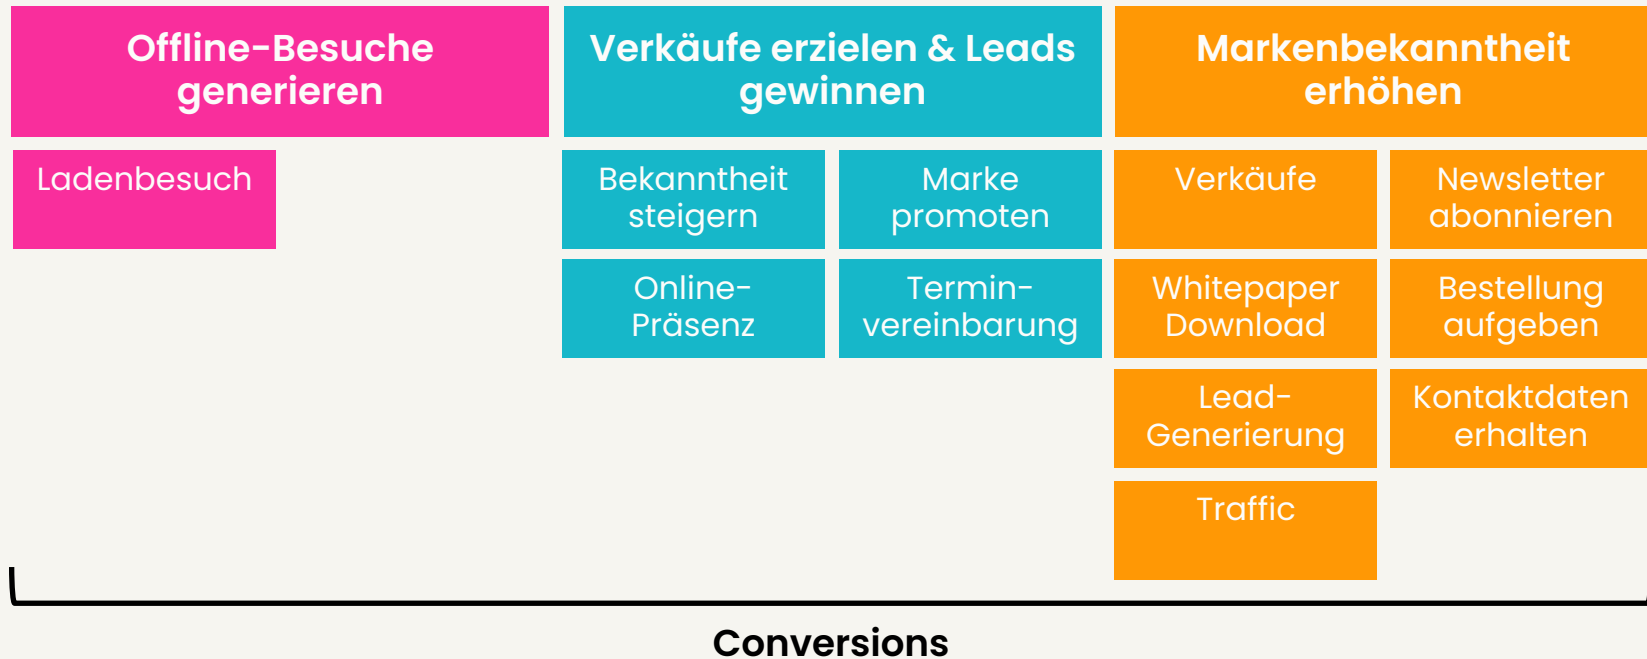 Offline-Besuche
generieren
Verkäufe erzielen & Leads
gewinnen
Markenbekanntheit
erhöhen
Ladenbesuch
Bekanntheit
steigern
Marke
promoten
Verkäufe
Newsletter
abonnieren
Online-
Präsenz
Termin-
vereinbarung
Whitepaper
Download
Bestellung
aufgeben
Lead-
Generierung
Kontaktdaten
erhalten
Traffic
Conversions